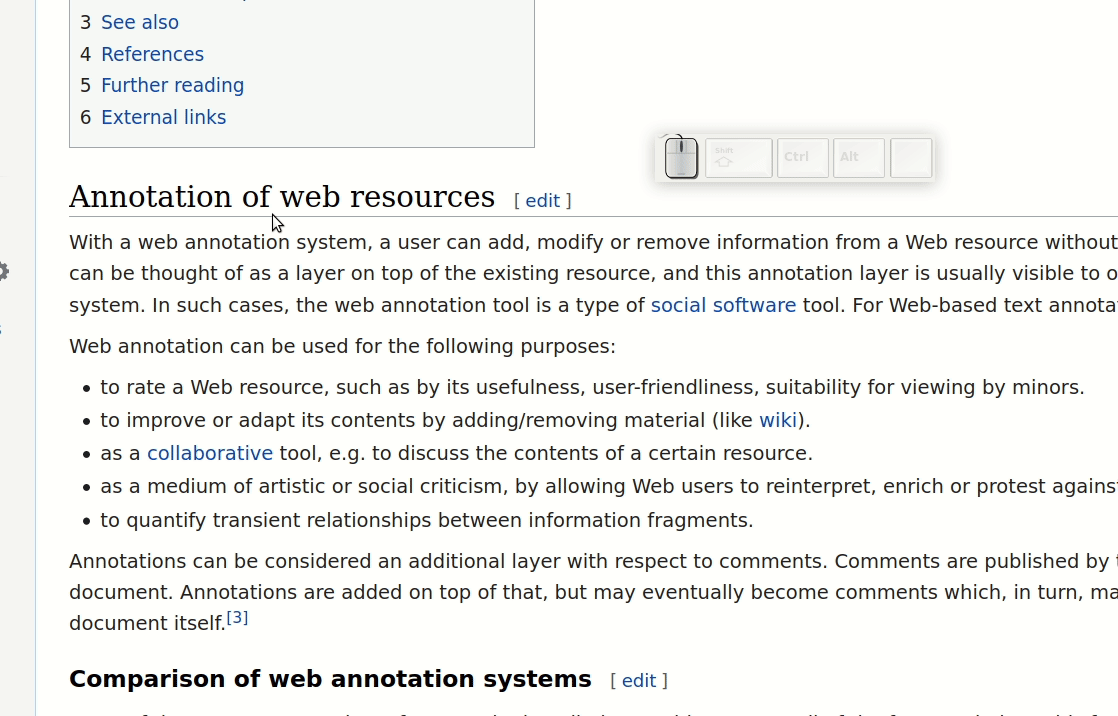 3 See also
4 References
5 Further reading
6 External links
Shift Ctrl Alt
Annotation of web resources [ edit ]
With a web annotation system, a user can add, modify or remove information from a Web resource without
can be thought of as a layer on top of the existing resource, and this annotation layer is usually visible to o
system. In such cases, the web annotation tool is a type of social software tool. For Web-based text annota
Web annotation can be used for the following purposes:
• to rate a Web resource, such as by its usefulness, user-friendliness, suitability for viewing by minors.
• to improve or adapt its contents by adding/removing material (like wiki).
• as a collaborative tool, e.g. to discuss the contents of a certain resource.
• as a medium of artistic or social criticism, by allowing Web users to reinterpret, enrich or protest against
• to quantify transient relationships between information fragments.
Annotations can be considered an additional layer with respect to comments. Comments are published by t
document. Annotations are added on top of that, but may eventually become comments which, in turn, ma
document itself.[3]
Comparison of web annotation systems [ edit ]